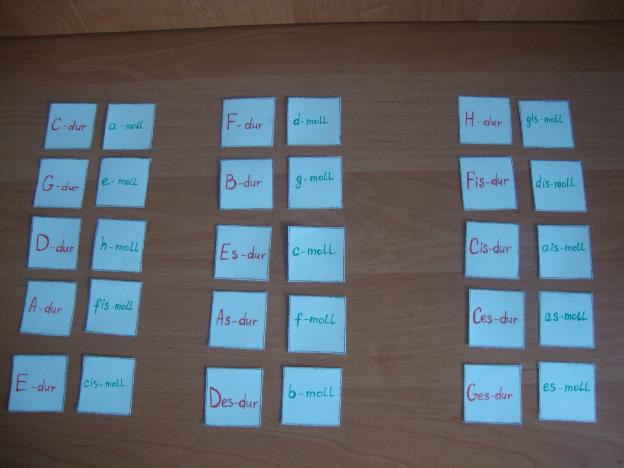 C-dur a-moll F-dur d-moll H-dur gis-moll
G-dur e-moll B-dur g-moll Fis-dur dis-moll
D-dur h-moll Es-dur c-moll Cis-dur ais-moll
A-dur fis-moll As-dur f-moll Ces-dur as-moll
E-dur cis-moll Des-dur b-moll Ges-dur es-moll